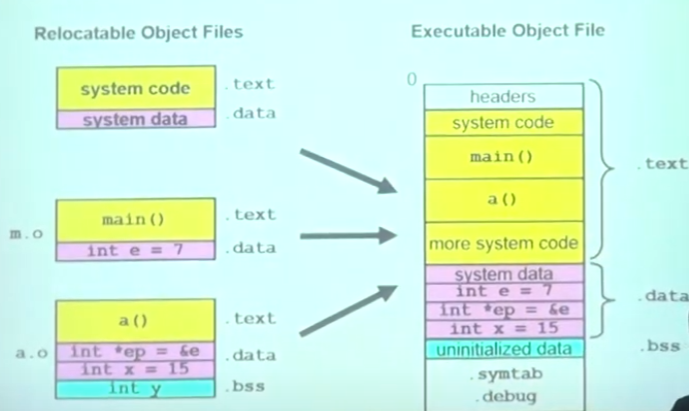 Relocatable Object Files
system code
.text
system data
.data
m.o
main()
.text
int e = 7
.data
a.o
a()
.text
int *ep = &e
int x = 15
.data
int y
.bss
Executable Object File
0
headers
system code
main()
a()
more system code
.text
system data
int e = 7
int *ep = &e
int x = 15
.data
uninitialized data
.bss
.symtab
.debug